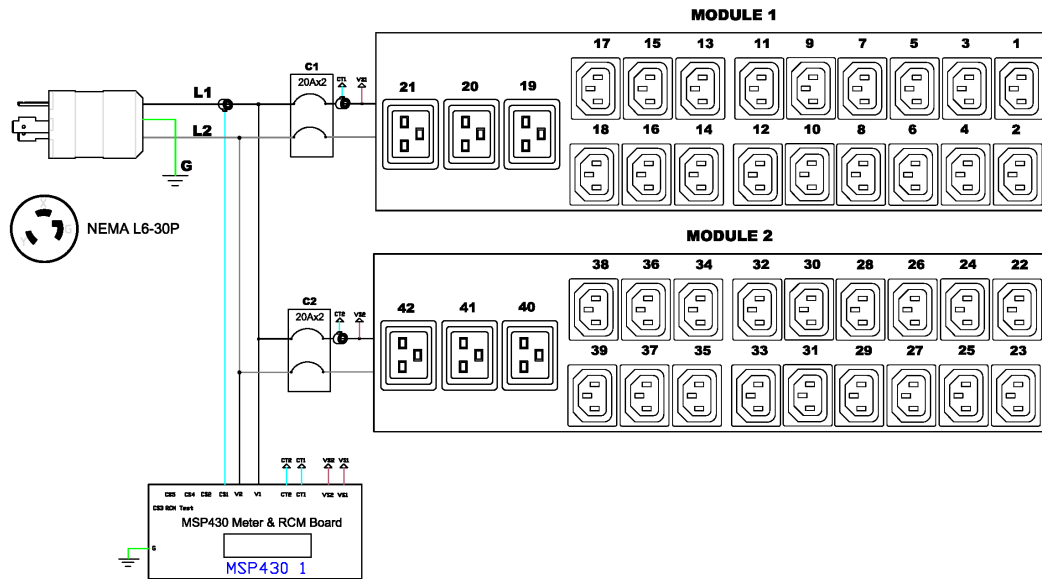 MODULE 1
17 15 13 11 9 7 5 3 1
C1
20Ax2
CT1 VS1
L1
21 20 19
18 16 14 12 10 8 6 4 2
L2
G
X
G
Y
NEMA L6-30P
MODULE 2
38 36 34 32 30 28 26 24 22
C2
20Ax2
CT2 VS2
42 41 40
39 37 35 33 31 29 27 25 23
CT2 CT1 VS2 VS1
CS5 CS4 CS2 CS1 V2 V1 CT2 CT1 VS2 VS1
CS3 RCM Test
MSP430 Meter & RCM Board
G
MSP430 1